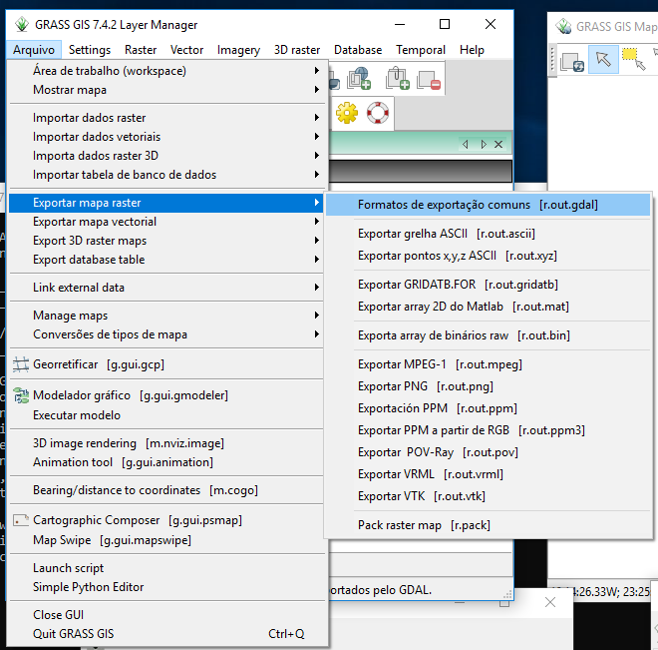 GRASS GIS 7.4.2 Layer Manager
GRASS GIS Map
Arquivo Settings Raster Vector Imagery 3D raster Database Temporal Help
Área de trabalho (workspace)
Mostrar mapa
Importar dados raster
Importar dados vetoriais
Importa dados raster 3D
Importar tabela de banco de dados
Exportar mapa raster
Exportar mapa vectorial
Export 3D raster maps
Export database table
Link external data
Manage maps
Conversões de tipos de mapa
Georretificar [g.gui.gcp]
Modelador gráfico [g.gui.gmodeler]
Executar modelo
3D image rendering [m.nviz.image]
Animation tool [g.gui.animation]
Bearing/distance to coordinates [m.cogo]
Cartographic Composer [g.gui.psmap]
Map Swipe [g.gui.mapswipe]
Launch script
Simple Python Editor
Close GUI
Quit GRASS GIS Ctrl+Q
Formatos de exportação comuns [r.out.gdal]
Exportar grelha ASCII [r.out.ascii]
Exportar pontos x,y,z ASCII [r.out.xyz]
Exportar GRIDATB.FOR [r.out.gridatb]
Exportar array 2D do Matlab [r.out.mat]
Exporta array de binários raw [r.out.bin]
Exportar MPEG-1 [r.out.mpeg]
Exportar PNG [r.out.png]
Exportación PPM [r.out.ppm]
Exportar PPM a partir de RGB [r.out.ppm3]
Exportar POV-Ray [r.out.pov]
Exportar VRML [r.out.vrml]
Exportar VTK [r.out.vtk]
Pack raster map [r.pack]
ortados pelo GDAL.
4:26.33W; 23:25